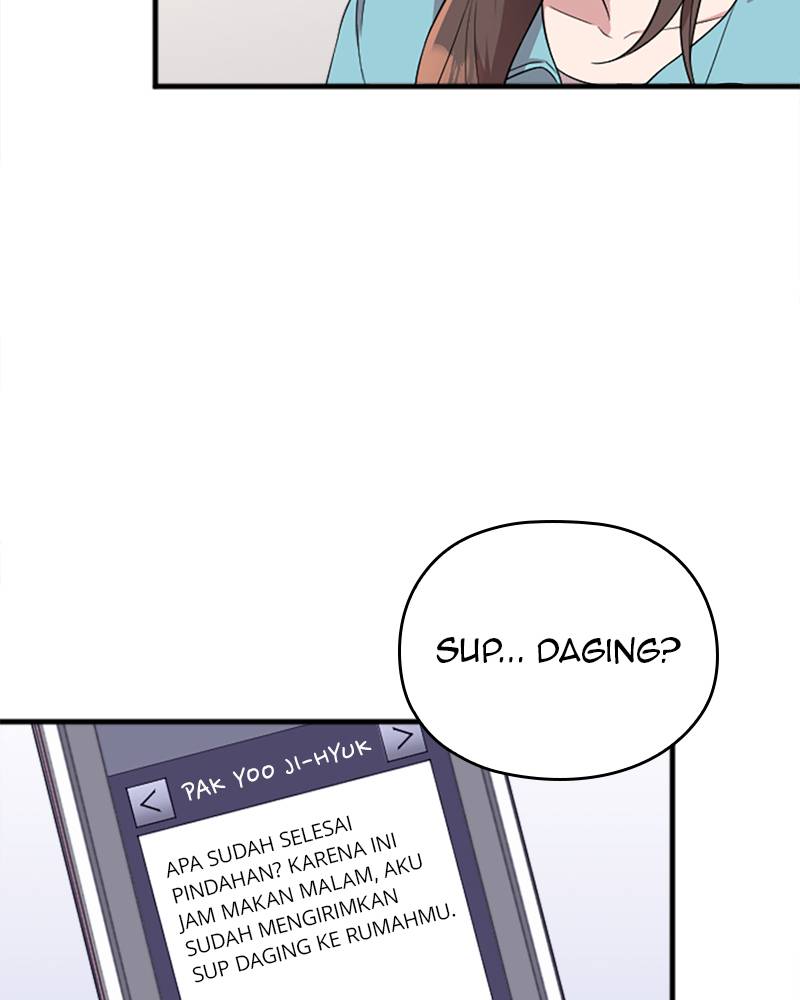 SUP... DAGING?
< PAK YOO JI-HYUK >
APA SUDAH SELESAI
PINDAHAN? KARENA INI
JAM MAKAN MALAM, AKU
SUDAH MENGIRIMKAN
SUP DAGING KE RUMAHMU.